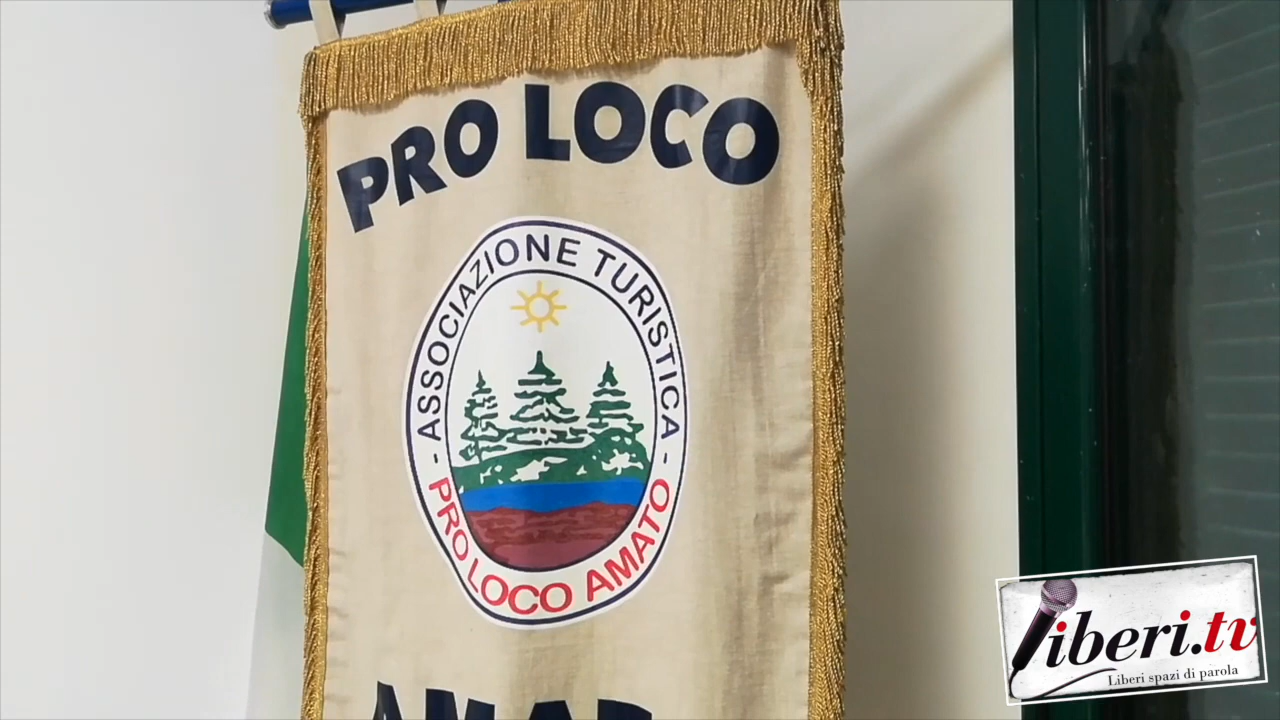 PRO LOCO
- ASSOCIAZIONE TURISTICA -
PRO LOCO AMATO
liberi.tv
Liberi spazi di parola